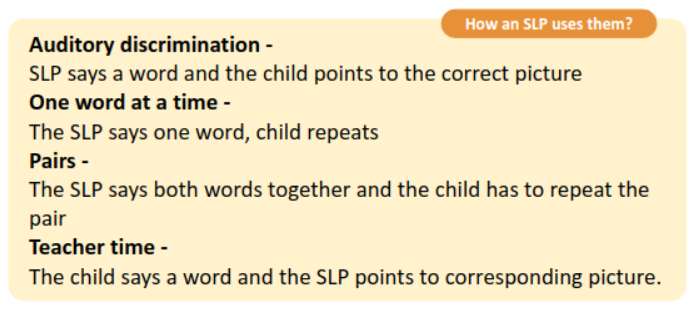 How an SLP uses them?
Auditory discrimination -
SLP says a word and the child points to the correct picture
One word at a time -
The SLP says one word, child repeats
Pairs -
The SLP says both words together and the child has to repeat the
pair
Teacher time -
The child says a word and the SLP points to corresponding picture.